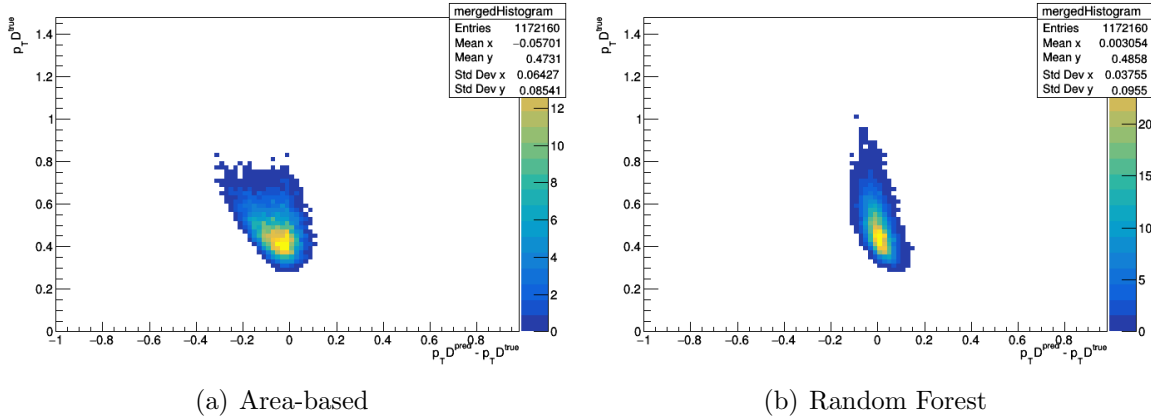 mergedHistogram
Entries 1172160
Mean x −0.05701
Mean y 0.4731
Std Dev x 0.06427
Std Dev y 0.08541
p_T D^true
1.4
1.2
1
0.8
0.6
0.4
0.2
0
−1 −0.8 −0.6 −0.4 −0.2 0 0.2 0.4 0.6 0.8
p_T D^pred - p_T D^true
12
10
8
6
4
2
0
(a) Area-based
mergedHistogram
Entries 1172160
Mean x 0.003054
Mean y 0.4858
Std Dev x 0.03755
Std Dev y 0.0955
p_T D^true
1.4
1.2
1
0.8
0.6
0.4
0.2
0
−1 −0.8 −0.6 −0.4 −0.2 0 0.2 0.4 0.6 0.8
p_T D^pred - p_T D^true
20
15
10
5
0
(b) Random Forest